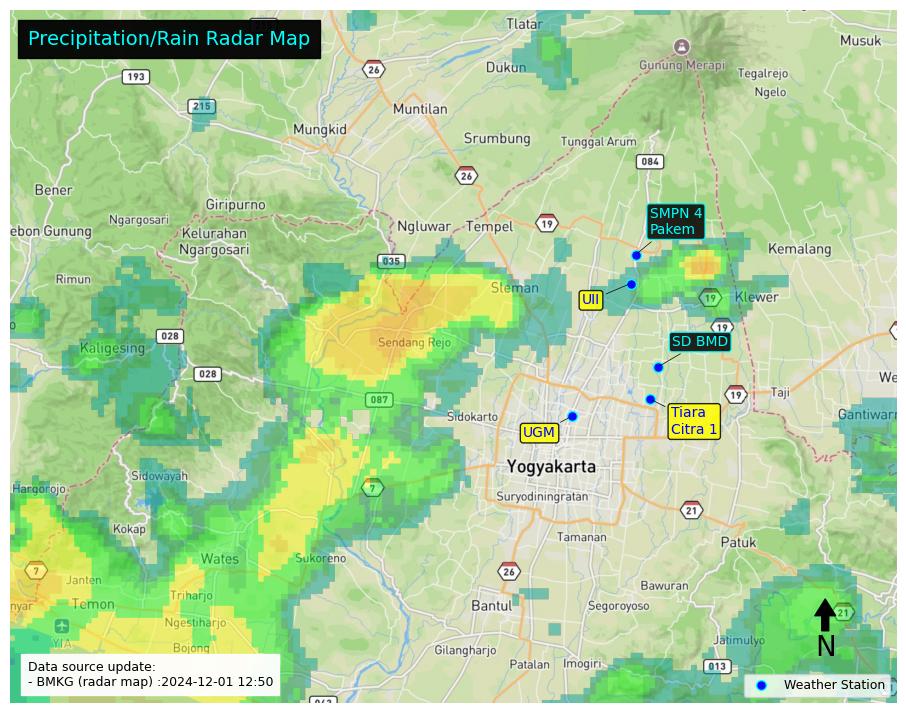 Precipitation/Rain Radar Map
Tlatar
Musuk
26
Gunung Merapi
193
Dukun
Tegalrejo
Ngelo
215
Muntilan
Mungkid
Srumbung
Tunggal Arum
084
26
Bener
Giripurno
SMPN 4
Pakem
Ngargosari
ebon Gunung
Kelurahan
Ngargosari
Ngluwar
Tempel
19
Kemalang
035
Rimun
Sleman
UII
19
Klewer
028
19
Kaligesing
Sendang Rejo
SD BMD
028
We
087
19
Taji
Sidokarto
UGM
Tiara
Citra 1
Gantiwarn
Yogyakarta
Sidowayah
Hargorojo
7
Suryodiningratan
21
Kokap
Tamanan
Patuk
Wates
Sukoreno
7
26
Janten
Bawuran
nyar
Temon
Triharjo
Bantul
Segoroyoso
21
Ngestiharjo
YIA
N
Jatimulyo
Bojong
Gilangharjo
Patalan
Imogiri
013
Data source update:
- BMKG (radar map) :2024-12-01 12:50
Weather Station